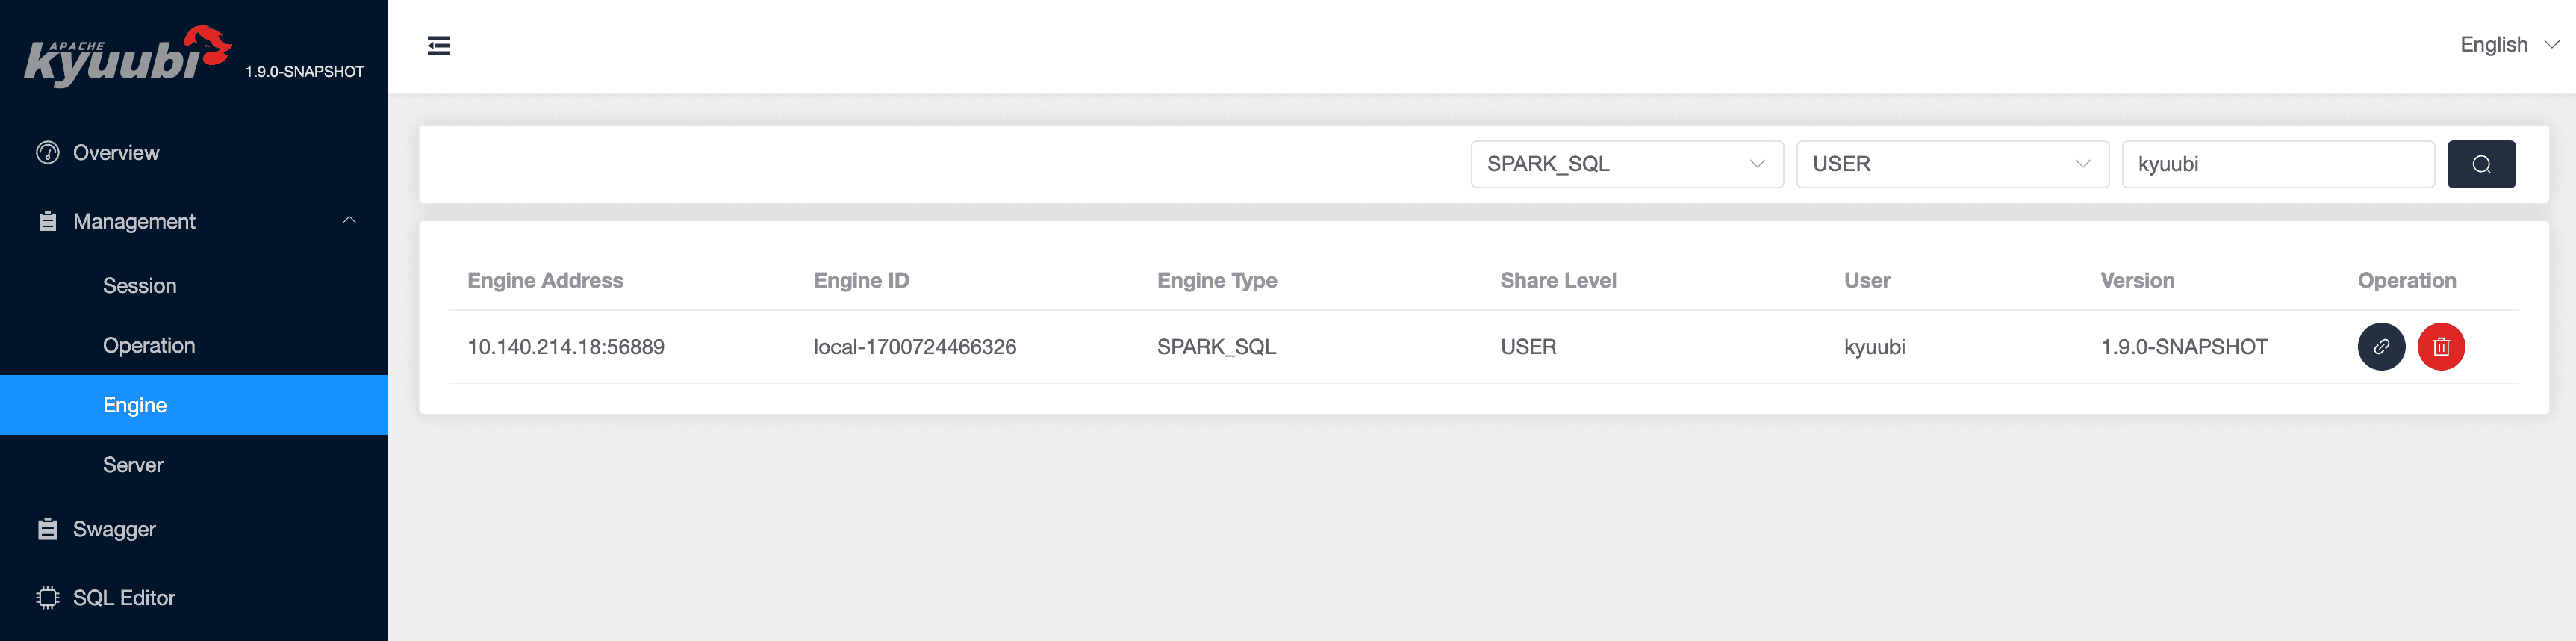 APACHE
kyuubi 1.9.0-SNAPSHOT
English
Overview
SPARK_SQL USER kyuubi
Management
Session
Operation
Engine
Server
Swagger
SQL Editor
Engine Address Engine ID Engine Type Share Level User Version Operation
10.140.214.18:56889 local-1700724466326 SPARK_SQL USER kyuubi 1.9.0-SNAPSHOT